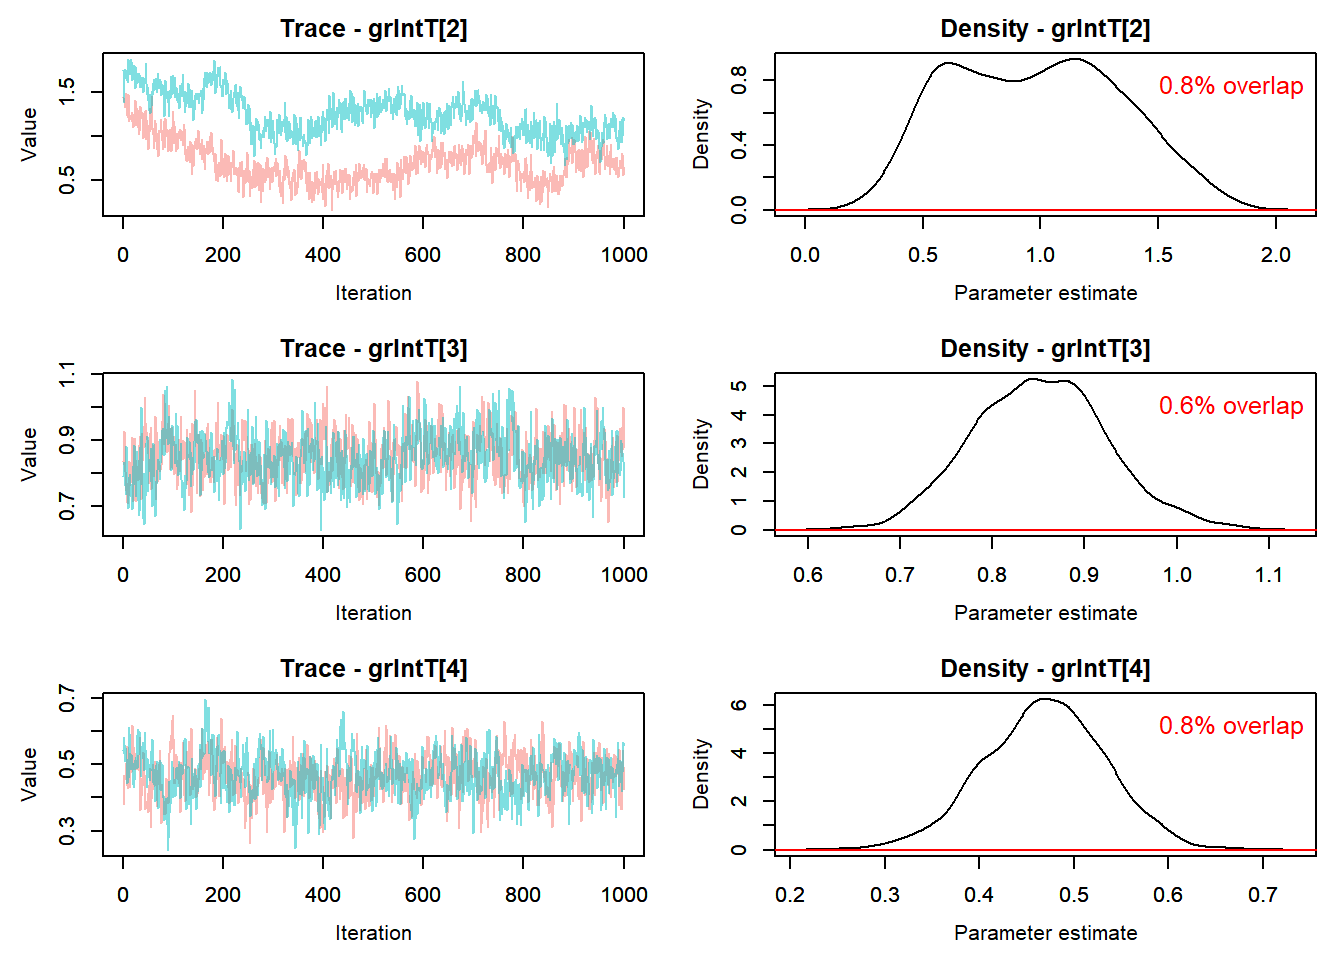 Trace - grIntT[2]
Value
0.5
1.5
0
200
400
600
800
1000
Iteration
Density - grIntT[2]
Density
0.0
0.4
0.8
0.8% overlap
0.0
0.5
1.0
1.5
2.0
Parameter estimate
Trace - grIntT[3]
Value
0.7
0.9
1.1
0
200
400
600
800
1000
Iteration
Density - grIntT[3]
Density
0
1
2
3
4
5
0.6% overlap
0.6
0.7
0.8
0.9
1.0
1.1
Parameter estimate
Trace - grIntT[4]
Value
0.3
0.5
0.7
0
200
400
600
800
1000
Iteration
Density - grIntT[4]
Density
0
2
4
6
0.8% overlap
0.2
0.3
0.4
0.5
0.6
0.7
Parameter estimate